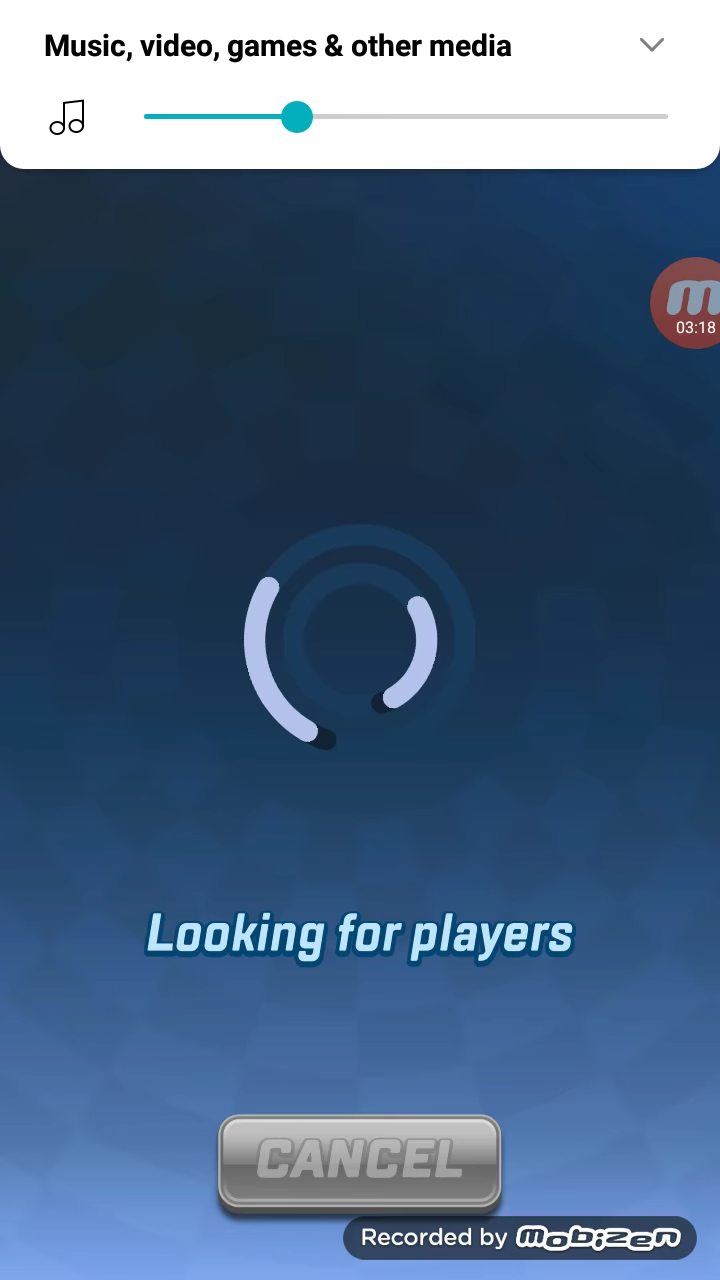 Music, video, games & other media
m
03:18
Looking for players
CANCEL
Recorded by mobizen